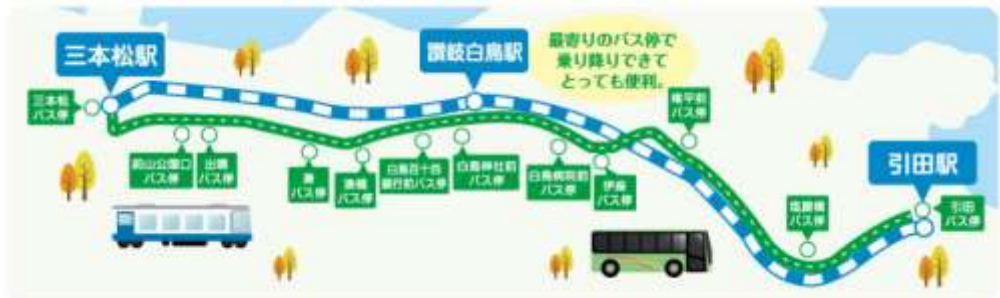 三本松駅
讃岐白鳥駅
最寄りのバス停で
乗り降りできて
とっても便利。
引田駅
三本松
バス停
前山公園口
バス停
出晴
バス停
湊
バス停
湊橋
バス停
白鳥百十四
銀行前バス停
白鳥神社前
バス停
白鳥病院前
バス停
伊座
バス停
バス停
塩屋橋
バス停
引田
バス停